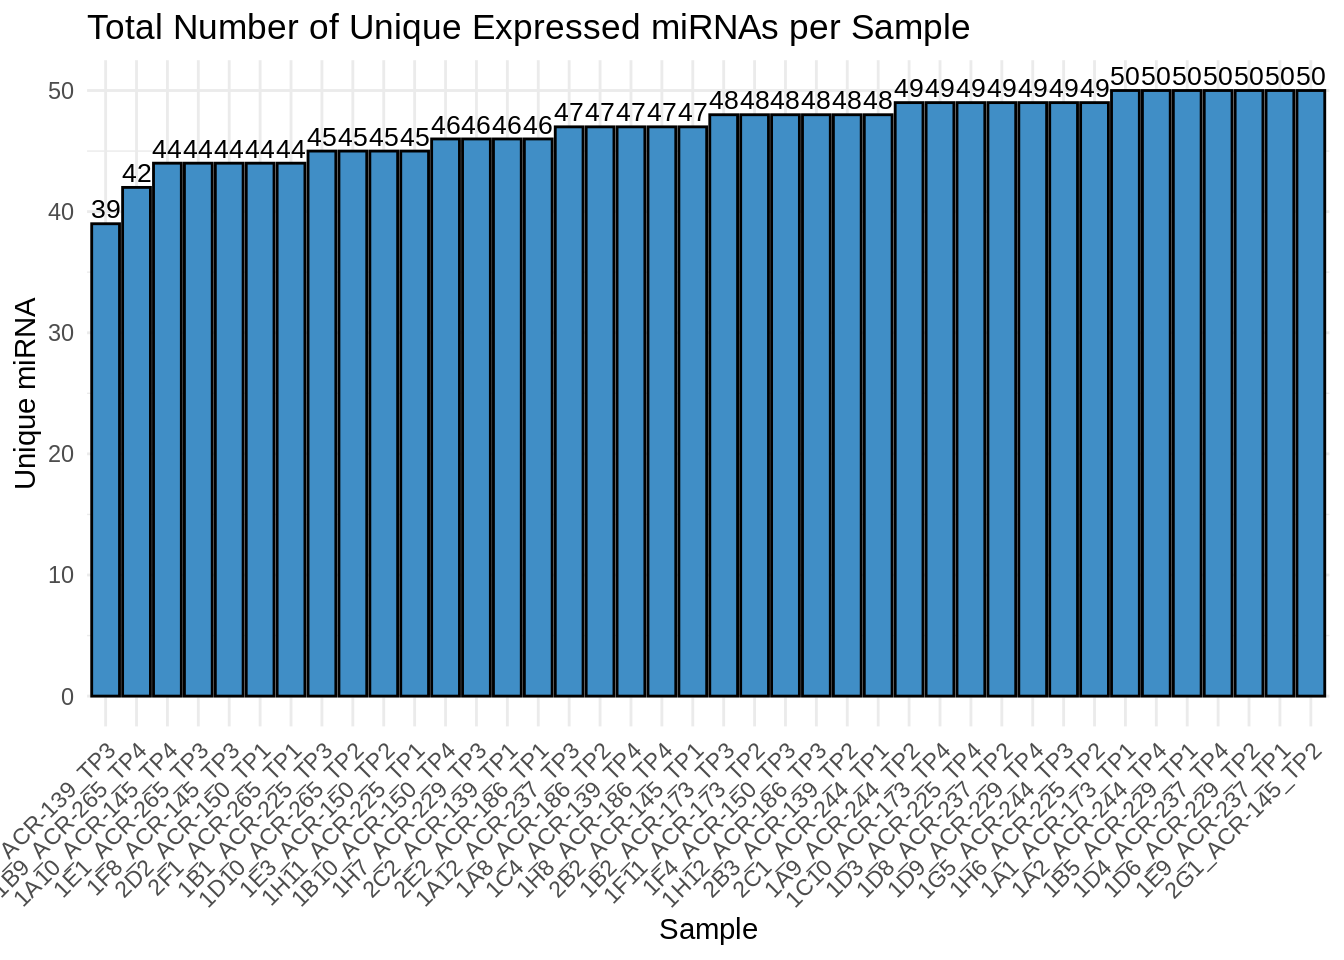 Total Number of Unique Expressed miRNAs per Sample
Unique miRNA
50
40
30
20
10
0
39 42 44 44 44 44 44 45 45 45 45 46 46 46 46 47 47 47 47 47 48 48 48 48 48 48 49 49 49 49 49 49 49 50 50 50 50 50 50 50
ACR-139_TP3
1B9_ACR-265_TP4
1A10_ACR-145_TP4
1E1_ACR-265_TP3
1F8_ACR-145_TP3
2D2_ACR-150_TP1
2F1_ACR-265_TP1
1B1_ACR-225_TP3
1D10_ACR-265_TP2
1E3_ACR-150_TP2
1H11_ACR-225_TP1
1B10_ACR-150_TP4
1H7_ACR-229_TP3
2C2_ACR-139_TP1
2E2_ACR-186_TP1
1A12_ACR-237_TP3
1A8_ACR-186_TP2
1C4_ACR-139_TP4
1H8_ACR-186_TP4
2B2_ACR-145_TP1
1B2_ACR-173_TP3
1F11_ACR-173_TP2
1F4_ACR-150_TP3
1H12_ACR-186_TP3
2B3_ACR-139_TP2
2C1_ACR-244_TP1
1A9_ACR-244_TP2
1C10_ACR-173_TP4
1D3_ACR-225_TP4
1D8_ACR-237_TP2
1D9_ACR-229_TP4
1G5_ACR-244_TP3
1H6_ACR-225_TP2
1A1_ACR-173_TP1
1A2_ACR-244_TP4
1B5_ACR-229_TP1
1D4_ACR-237_TP4
1D6_ACR-229_TP2
1E9_ACR-237_TP1
2G1_ACR-145_TP2
Sample